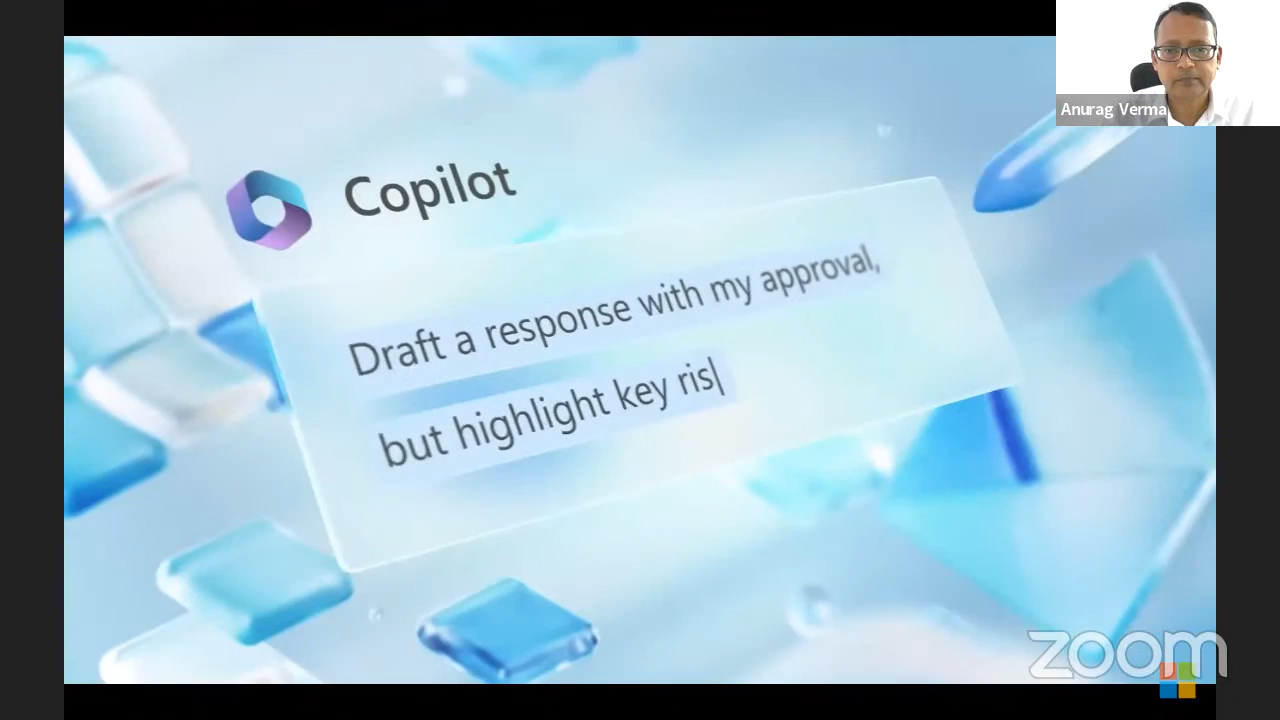 Anurag Verma
Copilot
Draft a response with my approval,
but highlight key ris
zoom